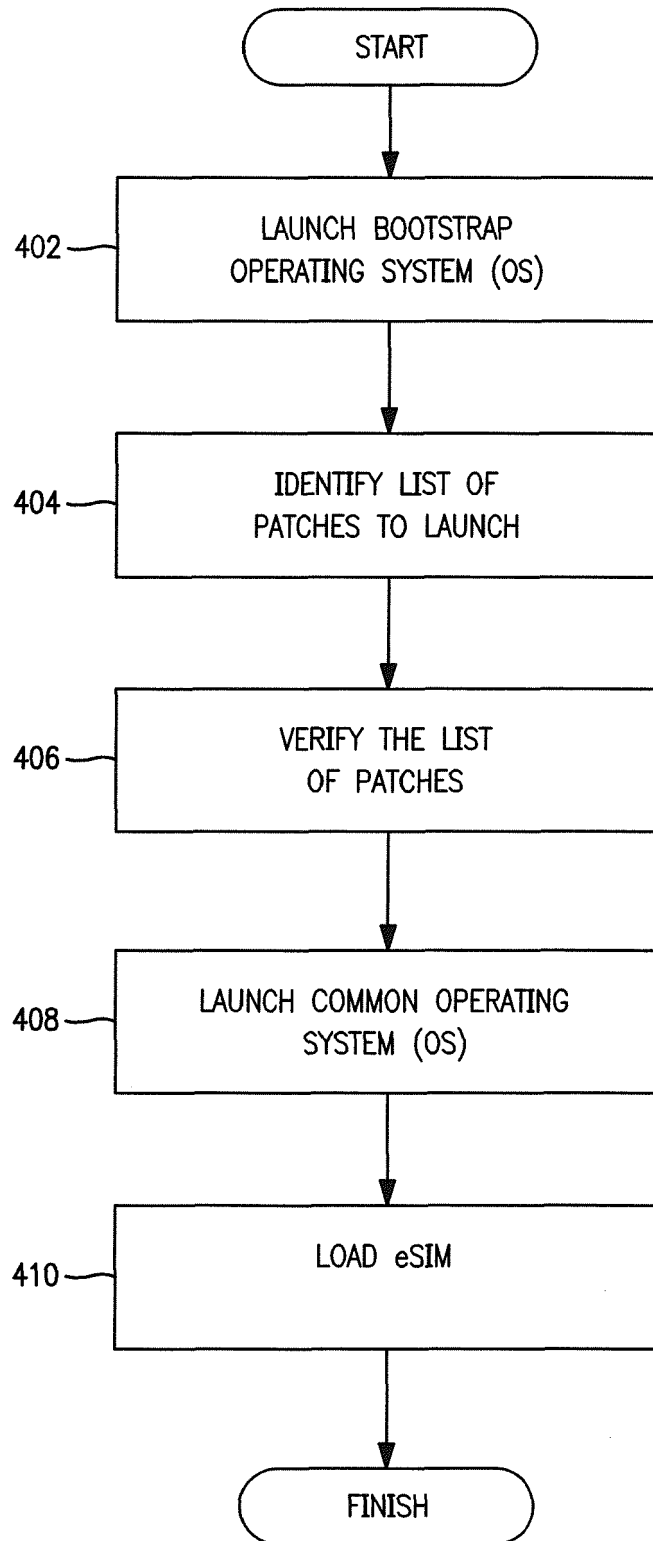 START
402
LAUNCH BOOTSTRAP
OPERATING SYSTEM (OS)
404
IDENTIFY LIST OF
PATCHES TO LAUNCH
406
VERIFY THE LIST
OF PATCHES
408
LAUNCH COMMON OPERATING
SYSTEM (OS)
410
LOAD eSIM
FINISH